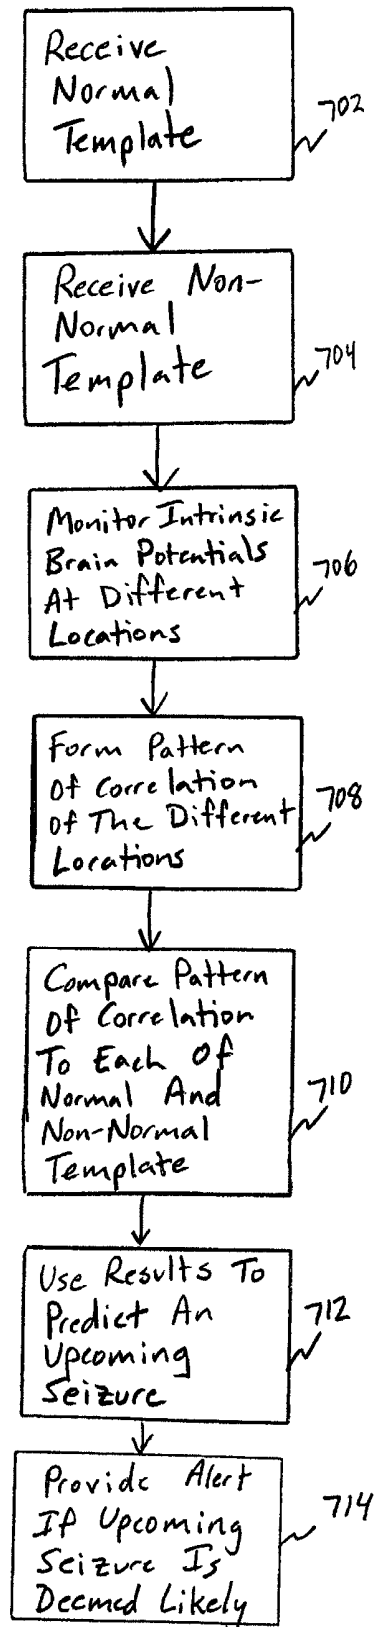 Receive
Normal
Template
702
Receive Non-
Normal
Template
704
Monitor Intrinsic
Brain Potentials
At Different
Locations
706
Form Pattern
Of Correlation
Of The Different
Locations
708
Compare Pattern
Of Correlation
To Each Of
Normal And
Non-Normal
Template
710
Use Results To
Predict An
Upcoming
Seizure
712
Provide Alert
If Upcoming
Seizure Is
Deemed Likely
714